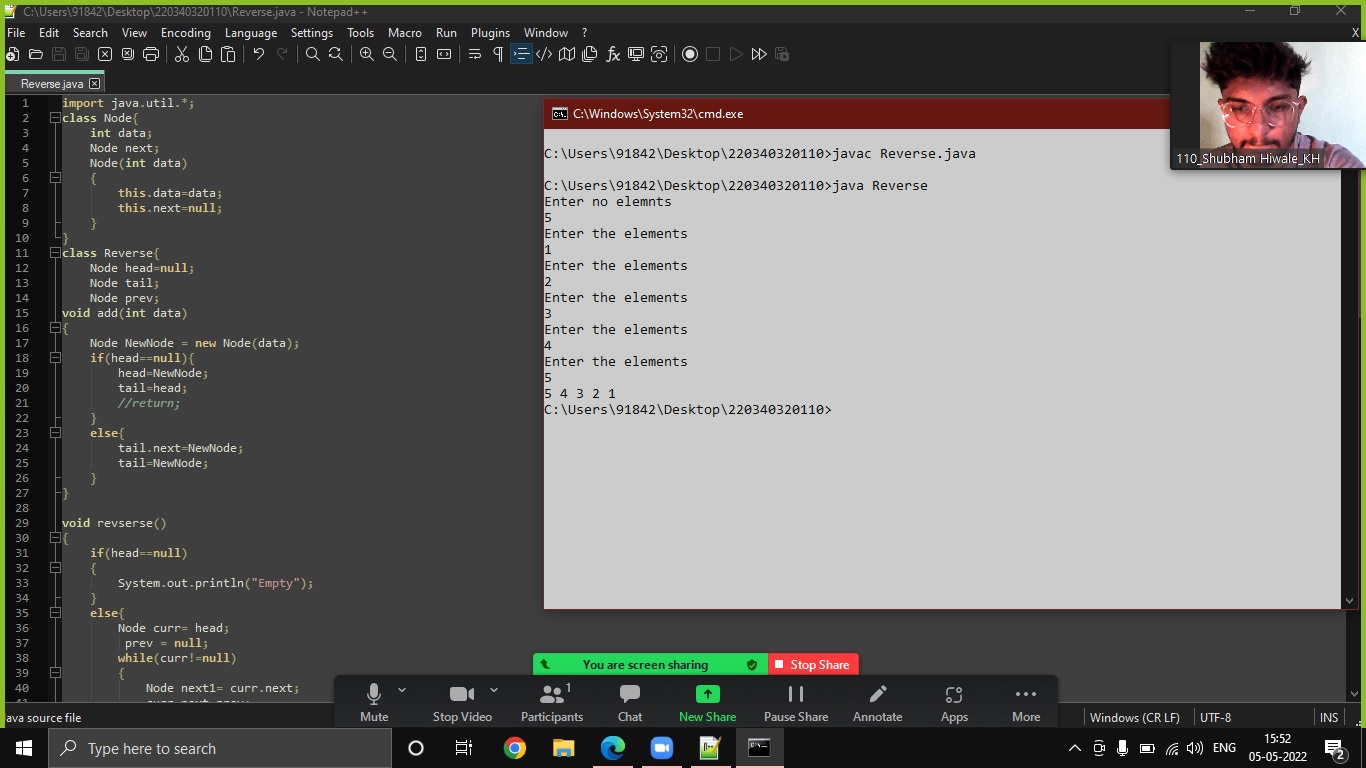 C:\Users\91842\Desktop\220340320110\Reverse.java - Notepad++
File Edit Search View Encoding Language Settings Tools Macro Run Plugins Window ? X
Reverse.java
1 import java.util.*;
2 class Node{
3 int data;
4 Node next;
5 Node(int data)
6 {
7 this.data=data;
8 this.next=null;
9 }
10 }
11 class Reverse{
12 Node head=null;
13 Node tail;
14 Node prev;
15 void add(int data)
16 {
17 Node NewNode = new Node(data);
18 if(head==null){
19 head=NewNode;
20 tail=head;
21 //return;
22 }
23 else{
24 tail.next=NewNode;
25 tail=NewNode;
26 }
27 }
28
29 void revserse()
30 {
31 if(head==null)
32 {
33 System.out.println("Empty");
34 }
35 else{
36 Node curr= head;
37 prev = null;
38 while(curr!=null)
39 {
40 Node next1= curr.next;
C:\Windows\System32\cmd.exe
C:\Users\91842\Desktop\220340320110>javac Reverse.java
C:\Users\91842\Desktop\220340320110>java Reverse
Enter no elemnts
5
Enter the elements
1
Enter the elements
2
Enter the elements
3
Enter the elements
4
Enter the elements
5
5 4 3 2 1
C:\Users\91842\Desktop\220340320110>
110_Shubham Hiwale_KH
You are screen sharing Stop Share
1
Mute Stop Video Participants Chat New Share Pause Share Annotate Apps More
ava source file Windows (CR LF) UTF-8 INS
Type here to search
ENG
15:52
05-05-2022
2